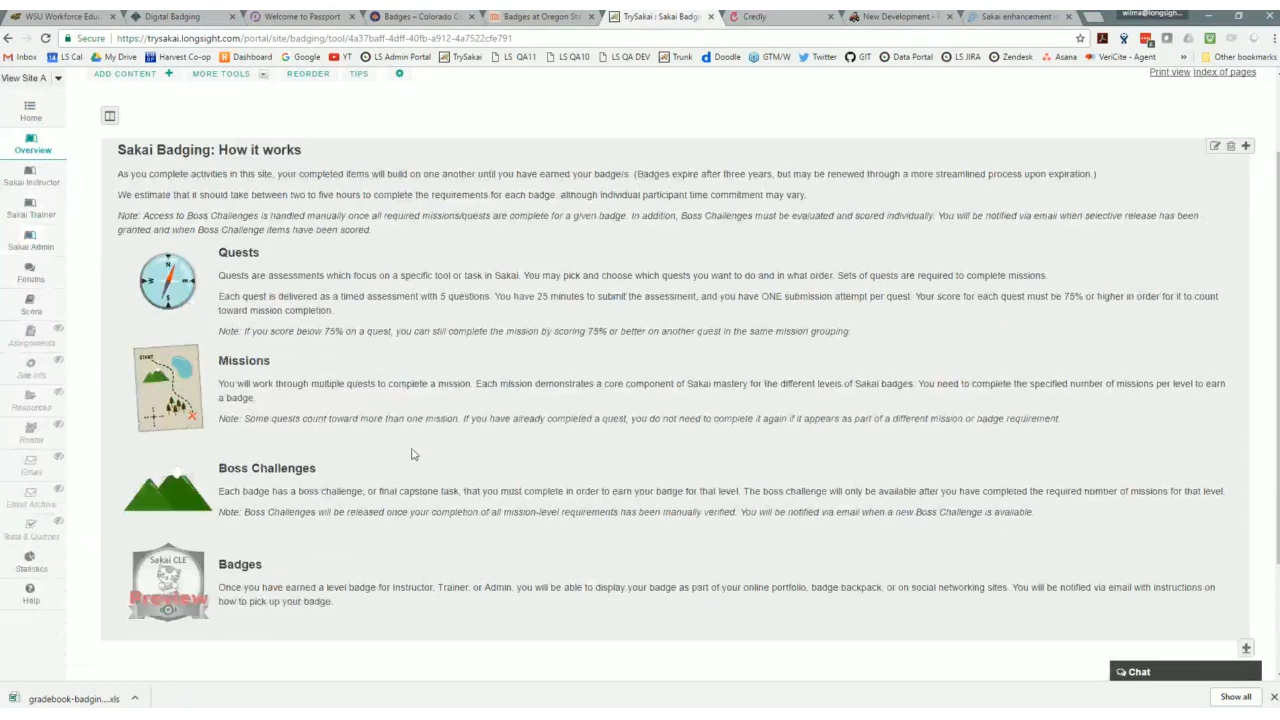 WSU Workforce Educ
Digital Badging
Welcome to Passport
Badges – Colorado C
Badges at Oregon Sta
TrySakai : Sakai Badg
Credly
New Development -
Sakai enhancement
wilma@longsigh...
Secure https://trysakai.longsight.com/portal/site/badging/tool/4a37baff-4dff-40fb-a912-4a7522cfe791
Inbox LS Cal My Drive Harvest Co-op Dashboard Google YT LS Admin Portal TrySakai LS QA11 LS QA10 LS QA DEV Trunk Doodle GTM/W Twitter GIT Data Portal LS JIRA Zendesk Asana VeriCite - Agent » Other bookmarks
View Site A
ADD CONTENT MORE TOOLS REORDER TIPS
Print view Index of pages
Home
Overview
Sakai Instructor
Sakai Trainer
Sakai Admin
Forums
Score
Assignments
Site Info
Resources
Roster
Email
Email Archive
Tests & Quizzes
Statistics
Help
Sakai Badging: How it works
As you complete activities in this site, your completed items will build on one another until you have earned your badge/s. (Badges expire after three years, but may be renewed through a more streamlined process upon expiration.)
We estimate that it should take between two to five hours to complete the requirements for each badge, although individual participant time commitment may vary.
Note: Access to Boss Challenges is handled manually once all required missions/quests are complete for a given badge. In addition, Boss Challenges must be evaluated and scored individually. You will be notified via email when selective release has been
granted and when Boss Challenge items have been scored.
N
W
E
S
Quests
Quests are assessments which focus on a specific tool or task in Sakai. You may pick and choose which quests you want to do and in what order. Sets of quests are required to complete missions.
Each quest is delivered as a timed assessment with 5 questions. You have 25 minutes to submit the assessment, and you have ONE submission attempt per quest. Your score for each quest must be 75% or higher in order for it to count
toward mission completion.
Note: If you score below 75% on a quest, you can still complete the mission by scoring 75% or better on another quest in the same mission grouping.
START
Missions
You will work through multiple quests to complete a mission. Each mission demonstrates a core component of Sakai mastery for the different levels of Sakai badges. You need to complete the specified number of missions per level to earn
a badge.
Note: Some quests count toward more than one mission. If you have already completed a quest, you do not need to complete it again if it appears as part of a different mission or badge requirement.
Boss Challenges
Each badge has a boss challenge, or final capstone task, that you must complete in order to earn your badge for that level. The boss challenge will only be available after you have completed the required number of missions for that level.
Note: Boss Challenges will be released once your completion of all mission-level requirements has been manually verified. You will be notified via email when a new Boss Challenge is available.
Sakai CLE
Preview
Badges
Once you have earned a level badge for Instructor, Trainer, or Admin, you will be able to display your badge as part of your online portfolio, badge backpack, or on social networking sites. You will be notified via email with instructions on
how to pick up your badge.
Chat
gradebook-badgin....xls
Show all